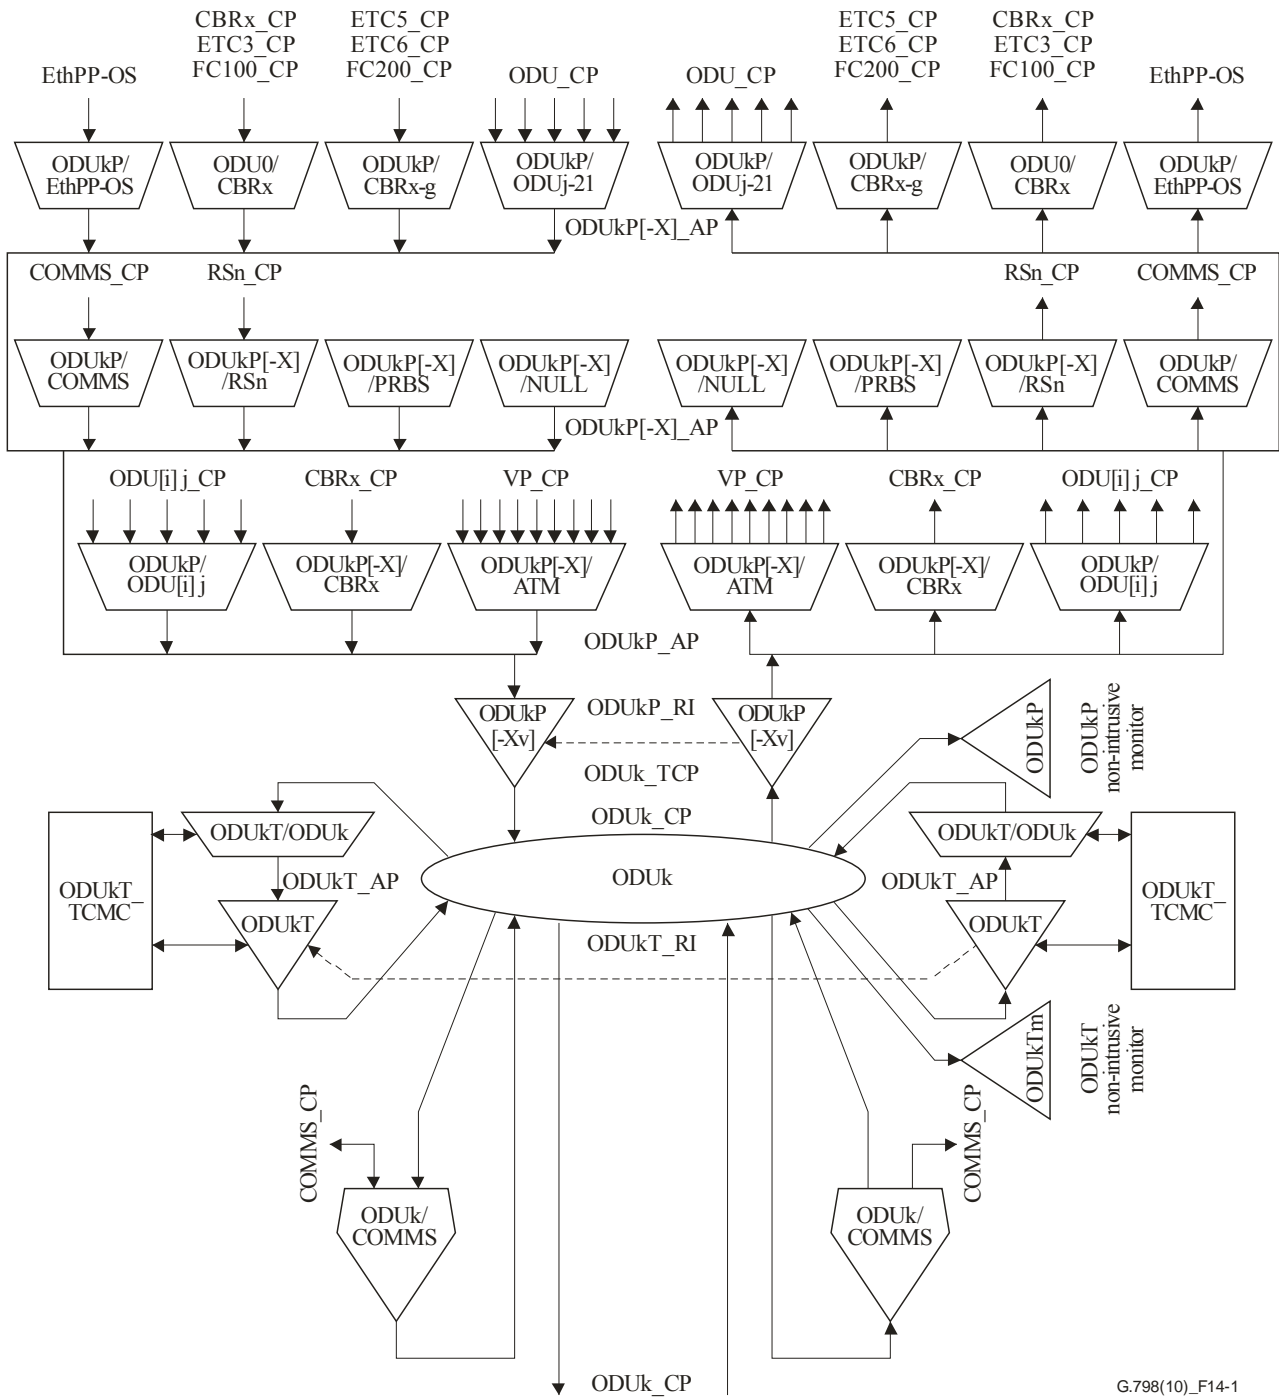 CBRx_CP
ETC3_CP
FC100_CP
ETC5_CP
ETC6_CP
FC200_CP
ETC5_CP
ETC6_CP
FC200_CP
CBRx_CP
ETC3_CP
FC100_CP
EthPP-OS
ODU_CP
ODU_CP
EthPP-OS
ODUkP/
EthPP-OS
ODU0/
CBRx
ODUkP/
CBRx-g
ODUkP/
ODUj-21
ODUkP/
ODUj-21
ODUkP/
CBRx-g
ODU0/
CBRx
ODUkP/
EthPP-OS
ODUkP[-X]_AP
COMMS_CP
RSn_CP
RSn_CP
COMMS_CP
ODUkP/
COMMS
ODUkP[-X]
/RSn
ODUkP[-X]
/PRBS
ODUkP[-X]
/NULL
ODUkP[-X]
/NULL
ODUkP[-X]
/PRBS
ODUkP[-X]
/RSn
ODUkP/
COMMS
ODUkP[-X]_AP
ODU[i]j_CP
CBRx_CP
VP_CP
VP_CP
CBRx_CP
ODU[i]j_CP
ODUkP/
ODU[i]j
ODUkP[-X]/
CBRx
ODUkP[-X]/
ATM
ODUkP[-X]/
ATM
ODUkP[-X]/
CBRx
ODUkP/
ODU[i]j
ODUkP_AP
ODUkP
[-Xv]
ODUkP_RI
ODUkP
[-Xv]
ODUkP
ODUkP
non-intrusive
monitor
ODUk_TCP
ODUk_CP
ODUkT/ODUk
ODUkT/ODUk
ODUkT_
TCMC
ODUkT_AP
ODUk
ODUkT_AP
ODUkT_
TCMC
ODUkT
ODUkT_RI
ODUkT
ODUkTm
ODUkT
non-intrusive
monitor
COMMS_CP
COMMS_CP
ODUk/
COMMS
ODUk/
COMMS
ODUk_CP
G.798(10)_F14-1